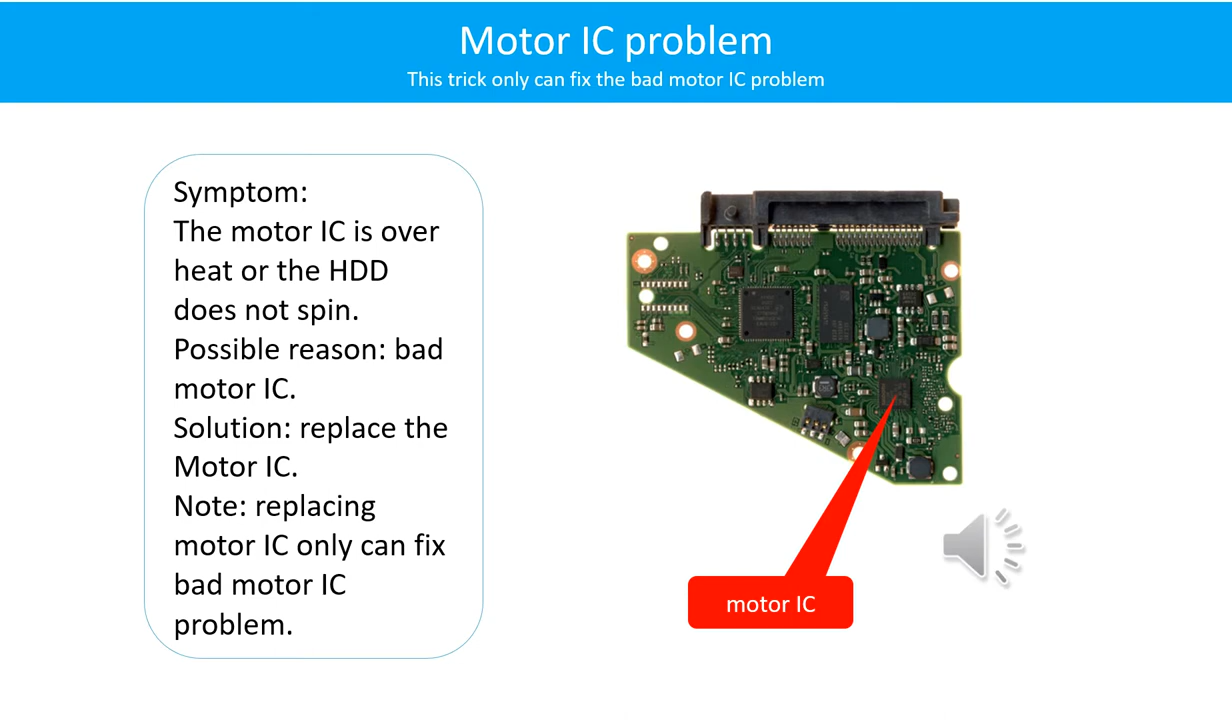 Motor IC problem
This trick only can fix the bad motor IC problem
Symptom:
The motor IC is over
heat or the HDD
does not spin.
Possible reason: bad
motor IC.
Solution: replace the
Motor IC.
Note: replacing
motor IC only can fix
bad motor IC
problem.
motor IC